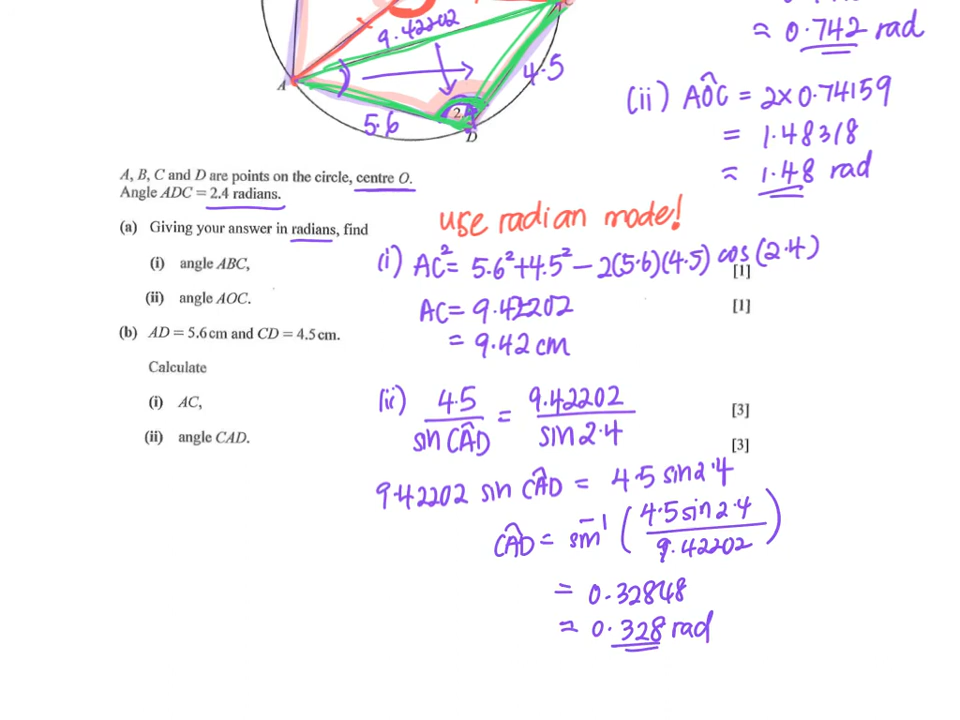 9.42202
≈ 0.742 rad
A
5.6
4.5
2.
D
(ii) AÔC = 2×0.74159
= 1.48318
≈ 1.48 rad
A, B, C and D are points on the circle, centre O.
Angle ADC = 2.4 radians.
use radian mode!
(a) Giving your answer in radians, find
(i) angle ABC, [1]
(ii) angle AOC. [1]
(i) AC² = 5.6²+4.5²−2(5.6)(4.5) cos(2.4)
AC = 9.42202
= 9.42 cm
(b) AD = 5.6 cm and CD = 4.5 cm.
Calculate
(i) AC, [3]
(ii) angle CAD. [3]
(ii) 4.5 / sin CÂD = 9.42202 / sin 2.4
9.42202 sin CÂD = 4.5 sin 2.4
CÂD = sin⁻¹ ( 4.5 sin 2.4 / 9.42202 )
= 0.32848
≈ 0.328 rad